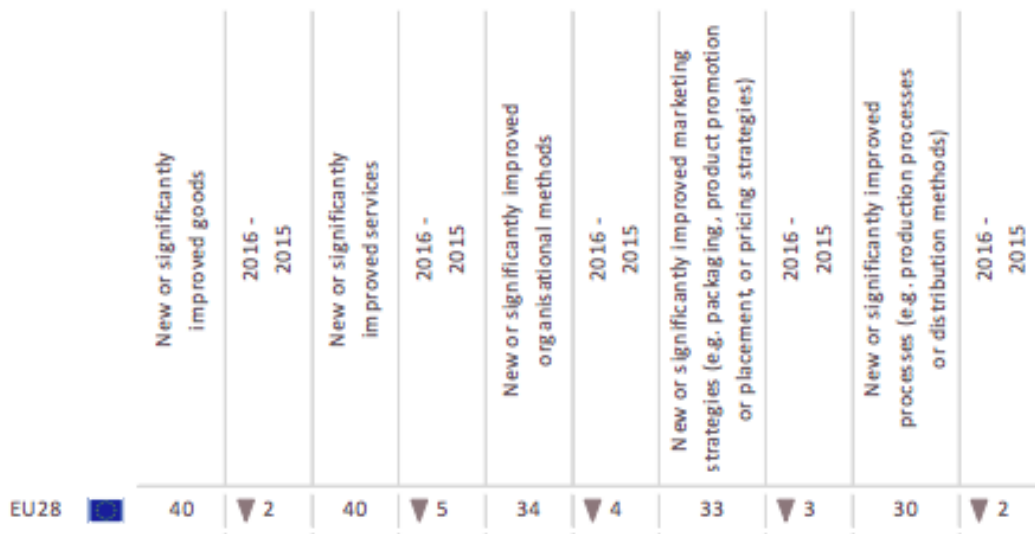 New or significantly
improved goods
2016 -
2015
New or significantly
improved services
2016 -
2015
New or significantly improved
organisational methods
2016 -
2015
New or significantly improved marketing
strategies (e.g. packaging, product promotion
or placement, or pricing strategies)
2016 -
2015
New or significantly improved
processes (e.g. production processes
or distribution methods)
2016 -
2015
EU28 40 ▼ 2 40 ▼ 5 34 ▼ 4 33 ▼ 3 30 ▼ 2